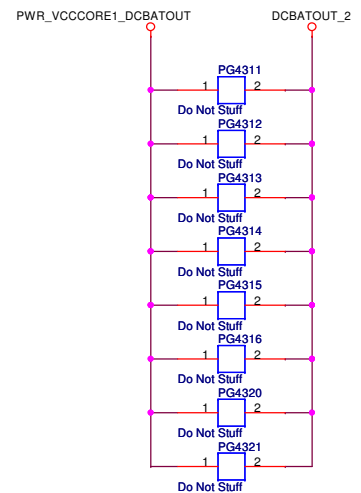 PWR_VCCCORE1_DCBATOUT DCBATOUT_2
PG4311
1 2
Do Not Stuff
PG4312
1 2
Do Not Stuff
PG4313
1 2
Do Not Stuff
PG4314
1 2
Do Not Stuff
PG4315
1 2
Do Not Stuff
PG4316
1 2
Do Not Stuff
PG4320
1 2
Do Not Stuff
PG4321
1 2
Do Not Stuff